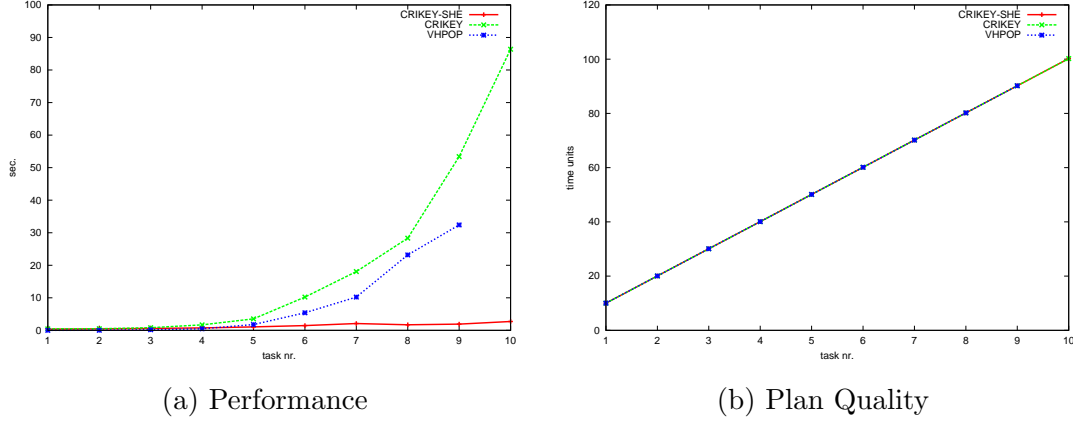 100
90
80
70
60
50
40
30
20
10
0
sec.
1 2 3 4 5 6 7 8 9 10
task nr.
CRIKEY-SHE
CRIKEY
VHPOP
(a) Performance
120
100
80
60
40
20
0
time units
1 2 3 4 5 6 7 8 9 10
task nr.
CRIKEY-SHE
CRIKEY
VHPOP
(b) Plan Quality